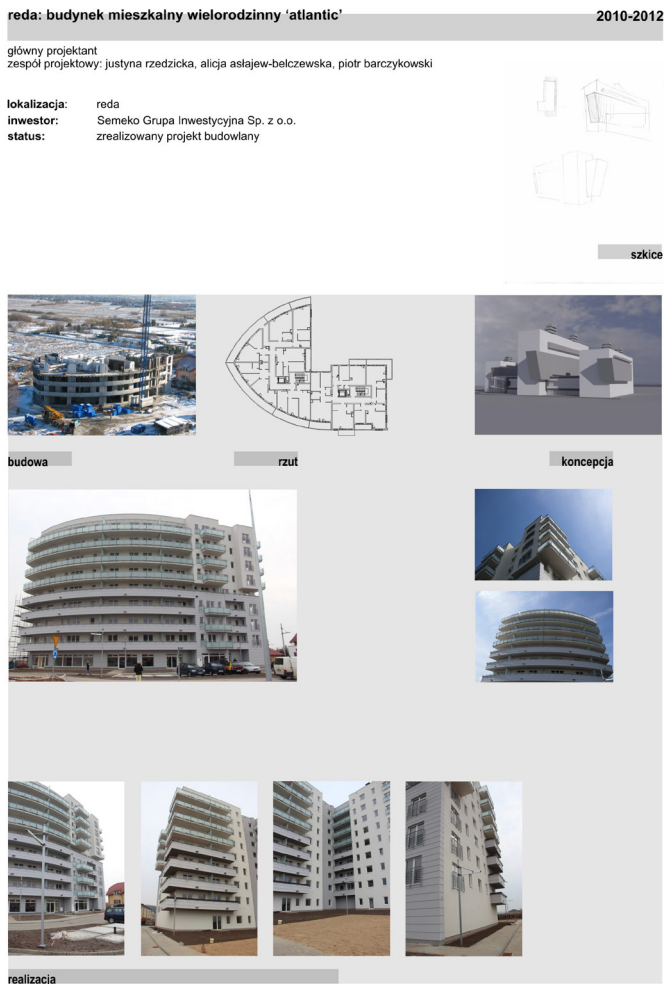 reda: budynek mieszkalny wielorodzinny ‘atlantic’ 2010-2012
główny projektant
zespół projektowy: justyna rzedzicka, alicja asłajew-belczewska, piotr barczykowski
lokalizacja: reda
inwestor: Semeko Grupa Inwestycyjna Sp. z o.o.
status: zrealizowany projekt budowlany
szkice
budowa rzut koncepcja
realizacja